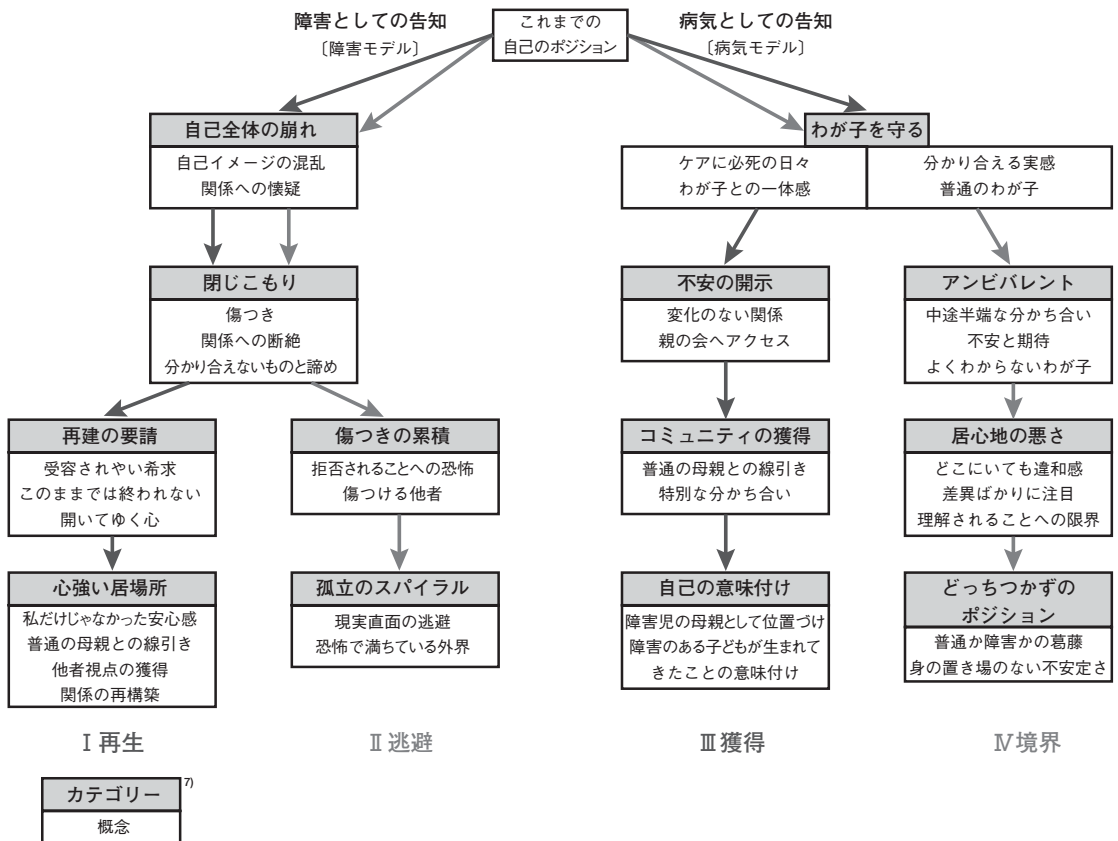 障害としての告知
〔障害モデル〕
これまでの
自己のポジション
病気としての告知
〔病気モデル〕
自己全体の崩れ
自己イメージの混乱
関係への懐疑
わが子を守る
ケアに必死の日々
わが子との一体感
分かり合える実感
普通のわが子
閉じこもり
傷つき
関係への断絶
分かり合えないものと諦め
不安の開示
変化のない関係
親の会へアクセス
アンビバレント
中途半端な分かち合い
不安と期待
よくわからないわが子
再建の要請
受容されやい希求
このままでは終われない
開いてゆく心
傷つきの累積
拒否されることへの恐怖
傷つける他者
コミュニティの獲得
普通の母親との線引き
特別な分かち合い
居心地の悪さ
どこにいても違和感
差異ばかりに注目
理解されることへの限界
心強い居場所
私だけじゃなかった安心感
普通の母親との線引き
他者視点の獲得
関係の再構築
孤立のスパイラル
現実直面の逃避
恐怖で満ちている外界
自己の意味付け
障害児の母親として位置づけ
障害のある子どもが生まれて
きたことの意味付け
どっちつかずの
ポジション
普通か障害かの葛藤
身の置き場のない不安定さ
Ⅰ 再生
Ⅱ 逃避
Ⅲ 獲得
Ⅳ 境界
カテゴリー 7)
概念